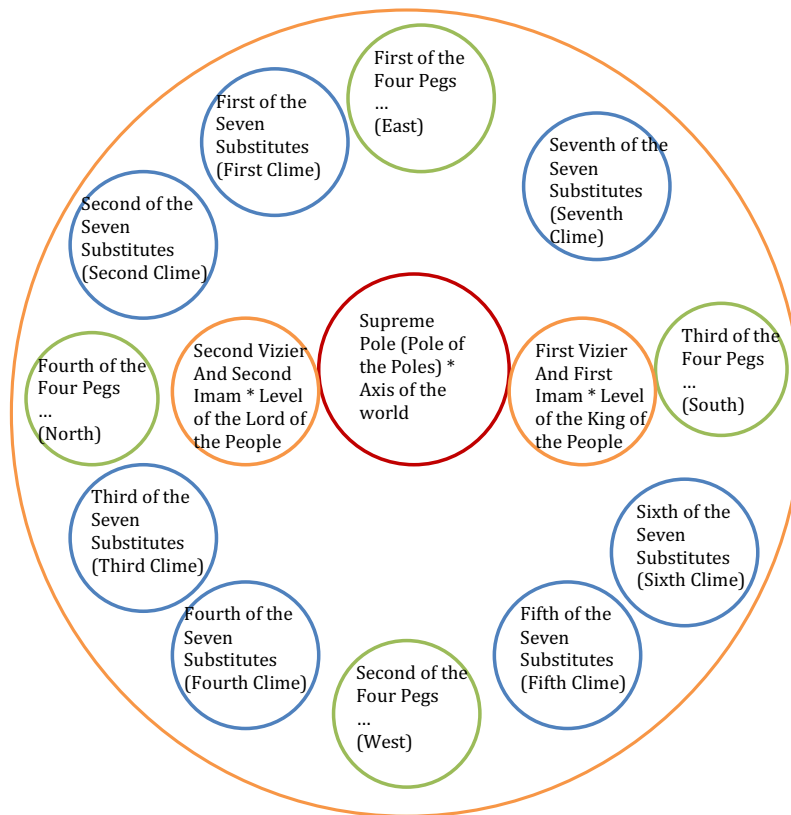 First of the
Four Pegs
...
(East)
First of the
Seven
Substitutes
(First Clime)
Seventh of the
Seven
Substitutes
(Seventh
Clime)
Second of the
Seven
Substitutes
(Second Clime)
Fourth of the
Four Pegs
...
(North)
Second Vizier
And Second
Imam * Level
of the Lord of
the People
Supreme
Pole (Pole of
the Poles) *
Axis of the
world
First Vizier
And First
Imam * Level
of the King of
the People
Third of the
Four Pegs
...
(South)
Third of the
Seven
Substitutes
(Third Clime)
Sixth of the
Seven
Substitutes
(Sixth Clime)
Fourth of the
Seven
Substitutes
(Fourth Clime)
Fifth of the
Seven
Substitutes
(Fifth Clime)
Second of the
Four Pegs
...
(West)